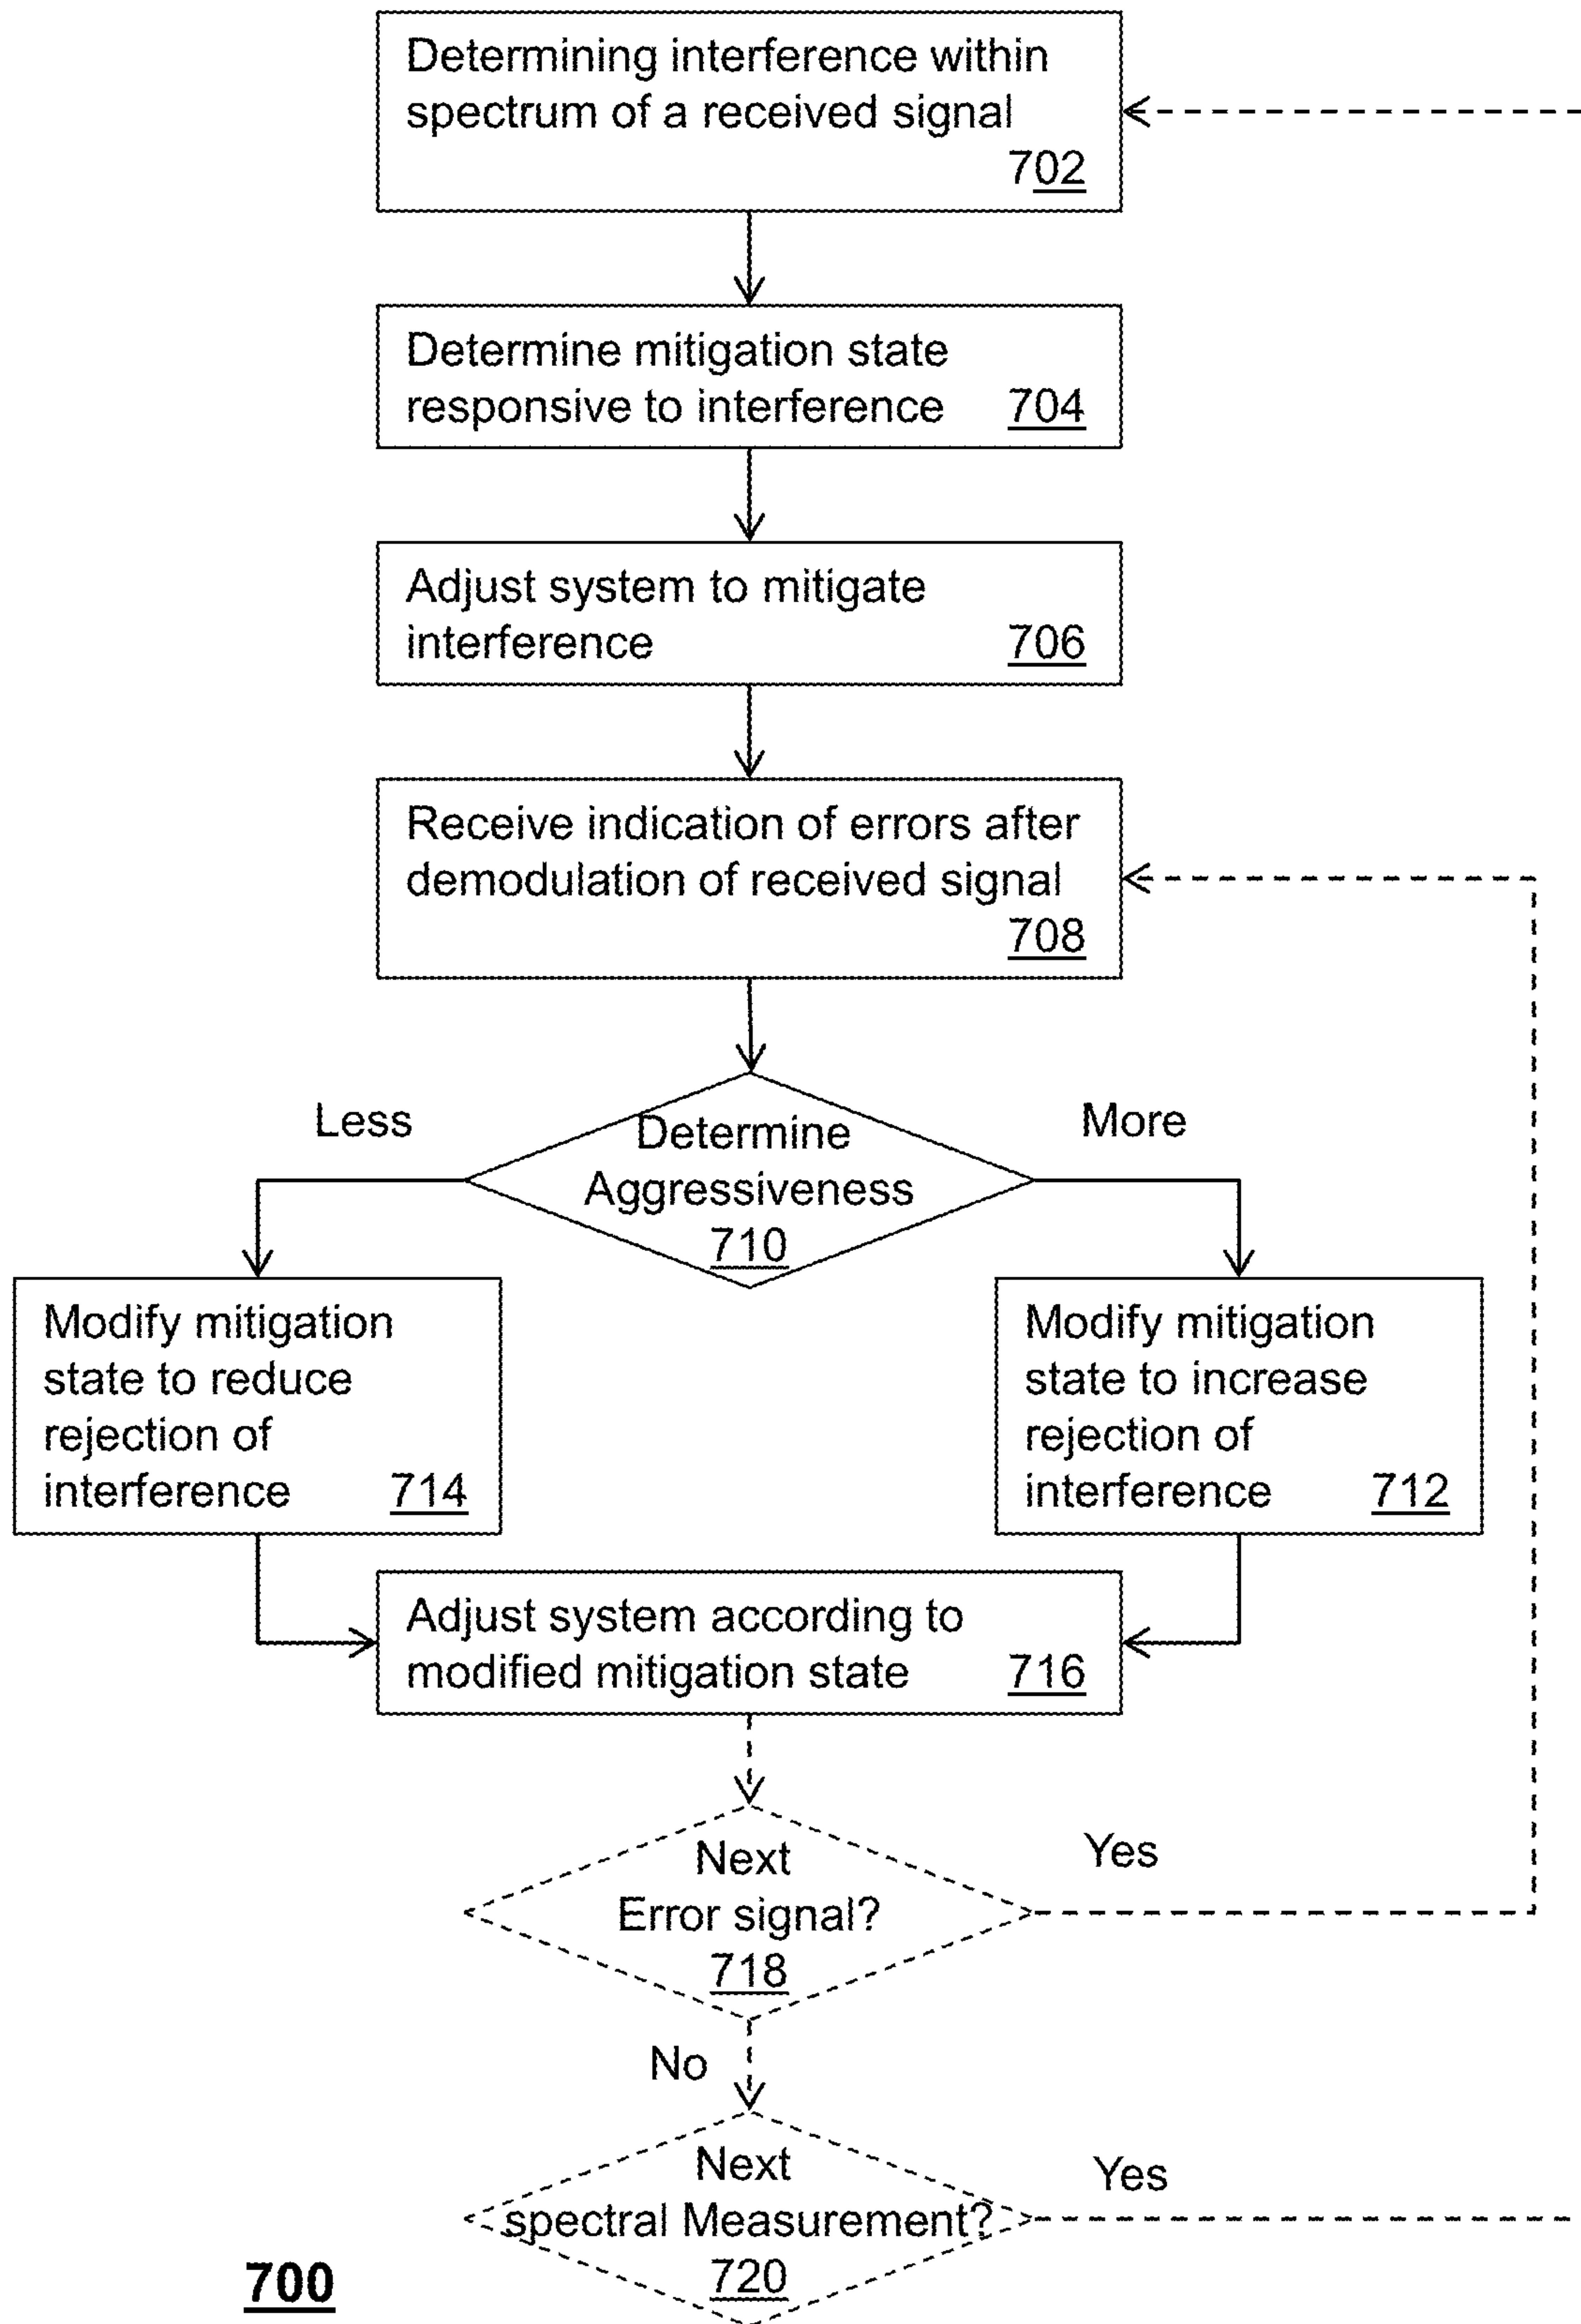 Determining interference within
spectrum of a received signal
702
Determine mitigation state
responsive to interference 704
Adjust system to mitigate
interference 706
Receive indication of errors after
demodulation of received signal
708
Less
More
Determine
Aggressiveness
710
Modify mitigation
state to reduce
rejection of
interference 714
Modify mitigation
state to increase
rejection of
interference 712
Adjust system according to
modified mitigation state 716
Next
Error signal?
718
Yes
No
Next
spectral Measurement?
720
Yes
700